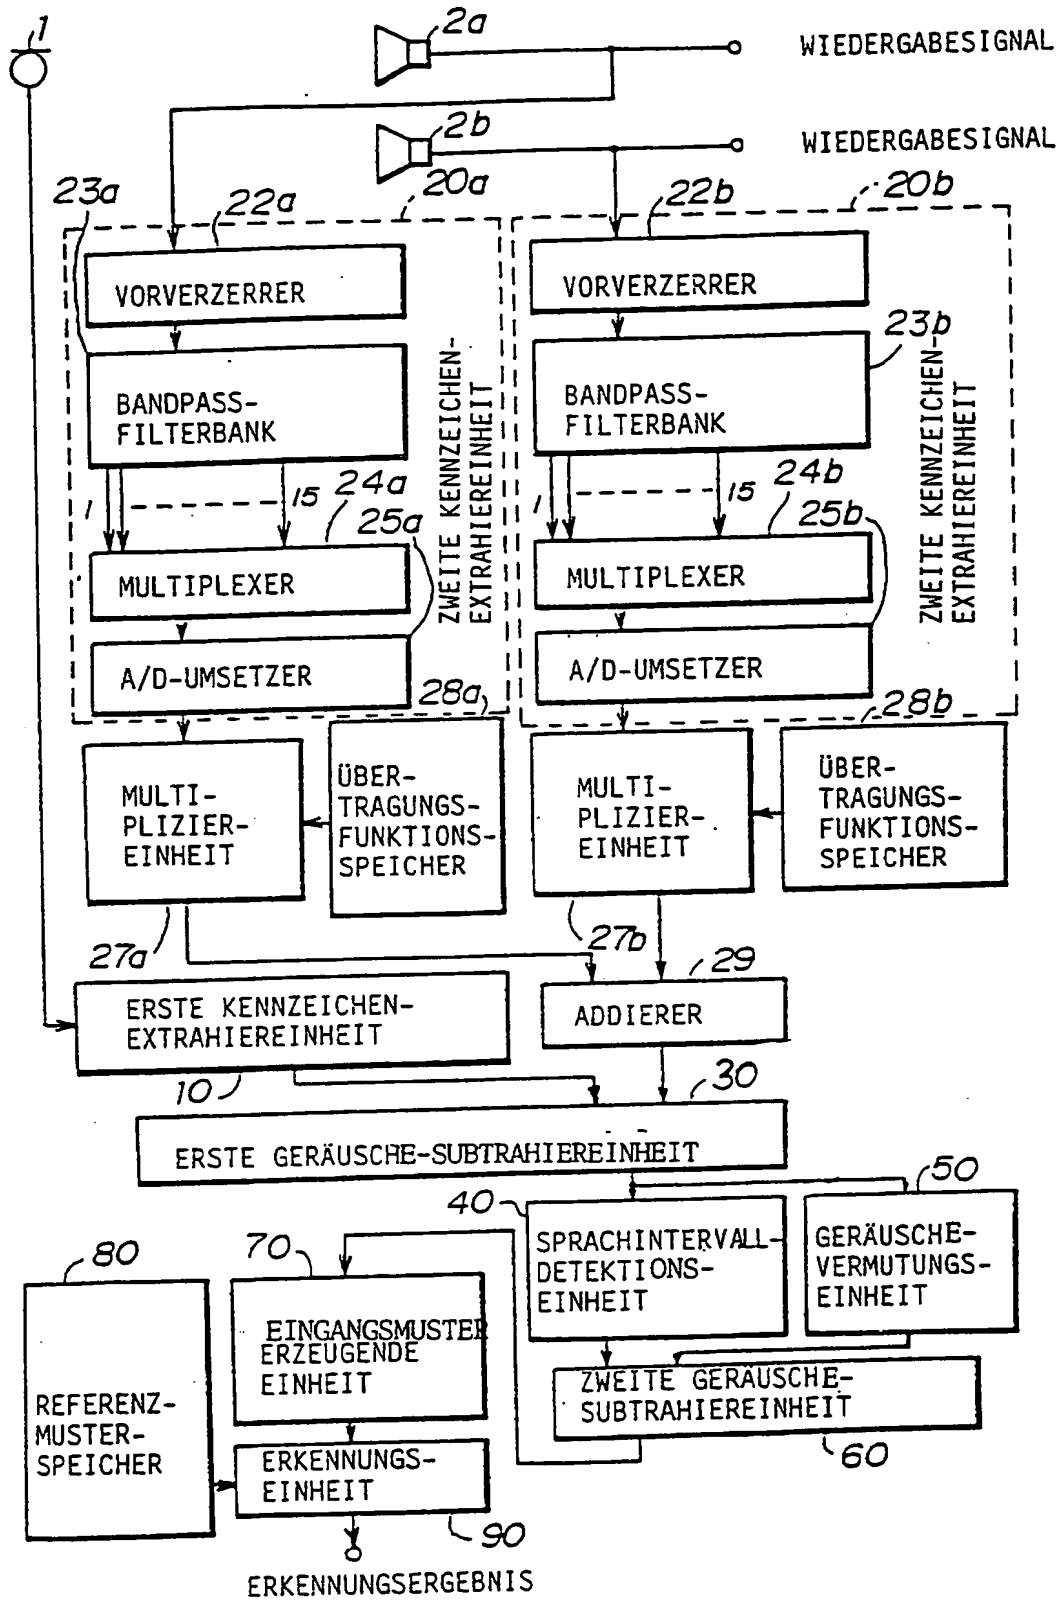 1
2a
WIEDERGABESIGNAL
2b
WIEDERGABESIGNAL
20a
20b
23a
22a
22b
VORVERZERRER
VORVERZERRER
23b
BANDPASS-
FILTERBANK
BANDPASS-
FILTERBANK
ZWEITE KENNZEICHEN-
EXTRAHIEREINHEIT
ZWEITE KENNZEICHEN-
EXTRAHIEREINHEIT
1
15
24a
25a
1
15
24b
25b
MULTIPLEXER
MULTIPLEXER
A/D-UMSETZER
A/D-UMSETZER
28a
28b
MULTI-
PLIZIER-
EINHEIT
ÜBER-
TRAGUNGS-
FUNKTIONS-
SPEICHER
MULTI-
PLIZIER-
EINHEIT
ÜBER-
TRAGUNGS-
FUNKTIONS-
SPEICHER
27a
27b
29
ERSTE KENNZEICHEN-
EXTRAHIEREINHEIT
ADDIERER
10
30
ERSTE GERÄUSCHE-SUBTRAHIEREINHEIT
40
50
SPRACHINTERVALL-
DETEKTIONS-
EINHEIT
GERÄUSCHE-
VERMUTUNGS-
EINHEIT
80
70
EINGANGSMUSTER
ERZEUGENDE
EINHEIT
ZWEITE GERÄUSCHE-
SUBTRAHIEREINHEIT
60
REFERENZ-
MUSTER-
SPEICHER
ERKENNUNGS-
EINHEIT
90
ERKENNUNGSERGEBNIS